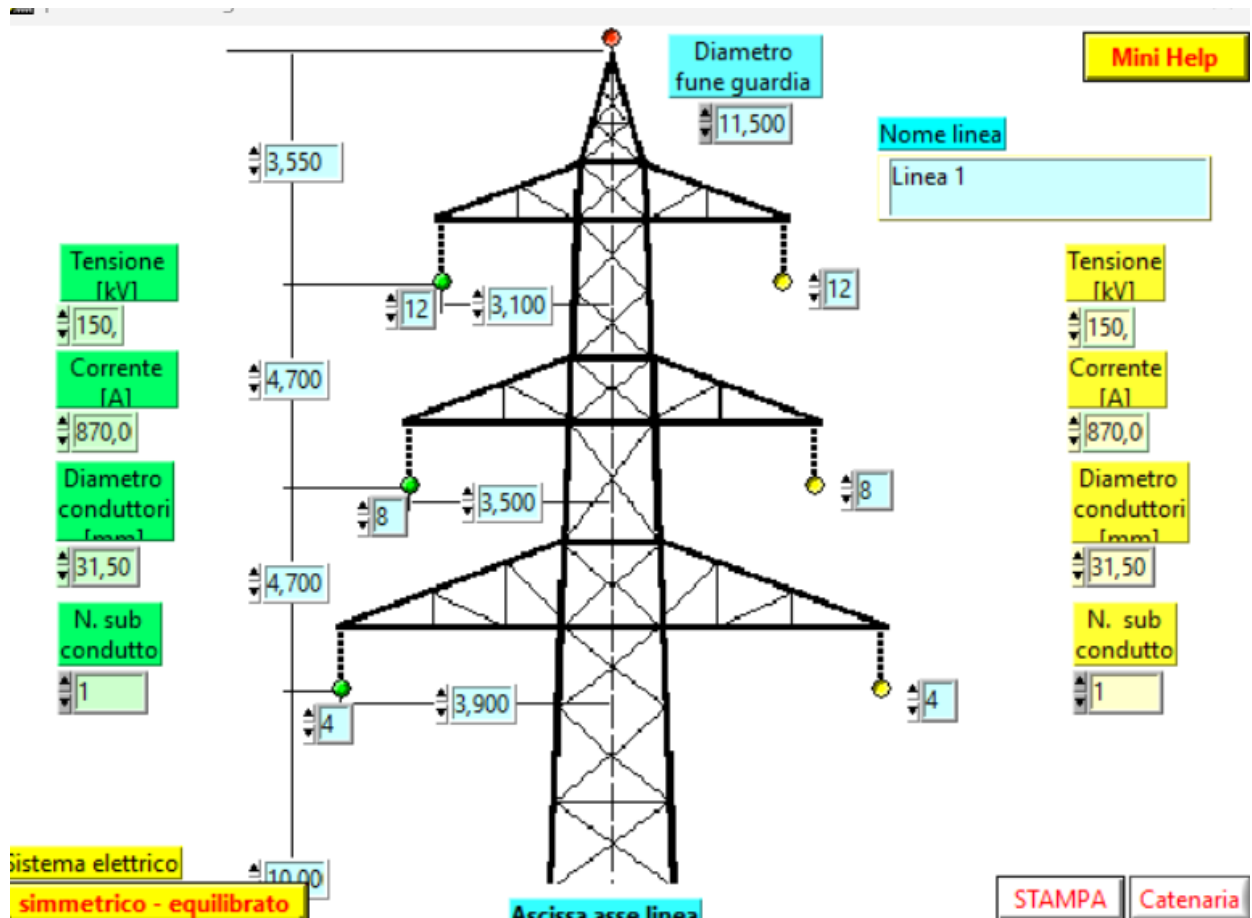 Diametro
fune guardia
11,500
Mini Help
Nome linea
Linea 1
3,550
Tensione
[kV]
150,
12
3,100
12
Tensione
[kV]
150,
Corrente
[A]
870,0
4,700
Corrente
[A]
870,0
Diametro
conduttori
[mm]
31,50
8
3,500
8
Diametro
conduttori
[mm]
31,50
4,700
N. sub
condutto
1
4
3,900
4
N. sub
condutto
1
Sistema elettrico
simmetrico - equilibrato
10,00
Ascissa asse linea
STAMPA
Catenaria